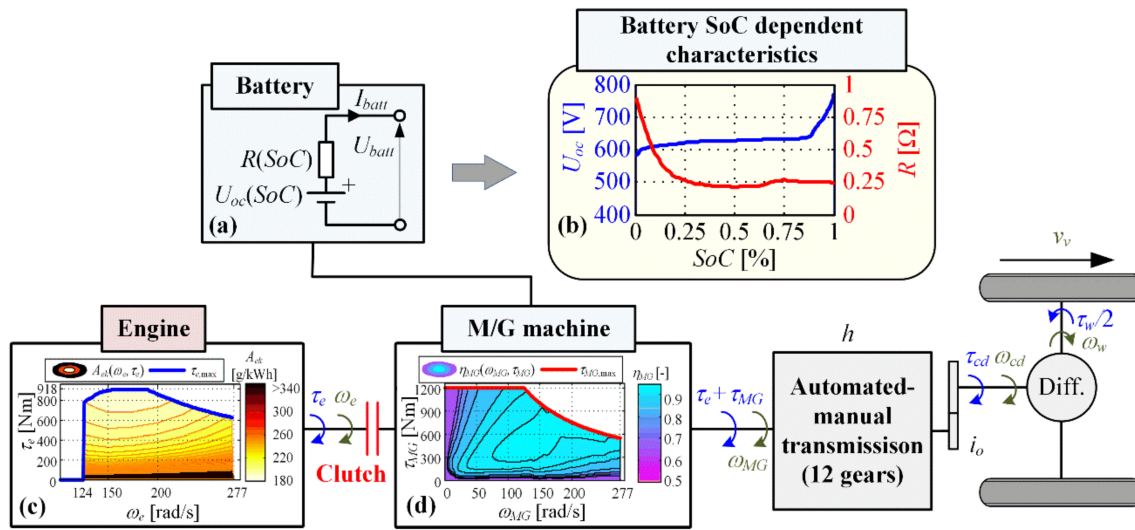 Battery SoC dependent
characteristics
Battery
I_batt
R(SoC)
U_batt
U_oc(SoC)
+
(a)
800
700
600
500
400
U_oc [V]
1
0.75
0.5
0.25
0
R [Ω]
0 0.25 0.5 0.75 1
SoC [%]
(b)
v_v
Engine
A_ek(ω_e, τ_e) τ_e,max
A_ek
[g/kWh]
>340
300
260
220
180
918
800
600
400
200
0
τ_e [Nm]
124 150 200 277
ω_e [rad/s]
(c)
τ_e ω_e
Clutch
M/G machine
η_MG(ω_MG, τ_MG) τ_MG,max
η_MG [-]
0.9
0.8
0.7
0.6
0.5
1200
900
600
300
0
τ_MG [Nm]
0 50 100 150 200 277
ω_MG [rad/s]
(d)
τ_e + τ_MG
ω_MG
h
Automated-
manual
transmissison
(12 gears)
i_o
τ_cd ω_cd
τ_w/2
ω_w
Diff.